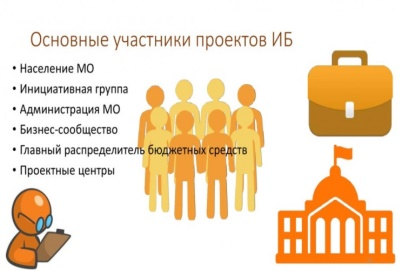 Основные участники проектов ИБ
• Население МО
• Инициативная группа
• Администрация МО
• Бизнес-сообщество
• Главный распределитель бюджетных средств
• Проектные центры